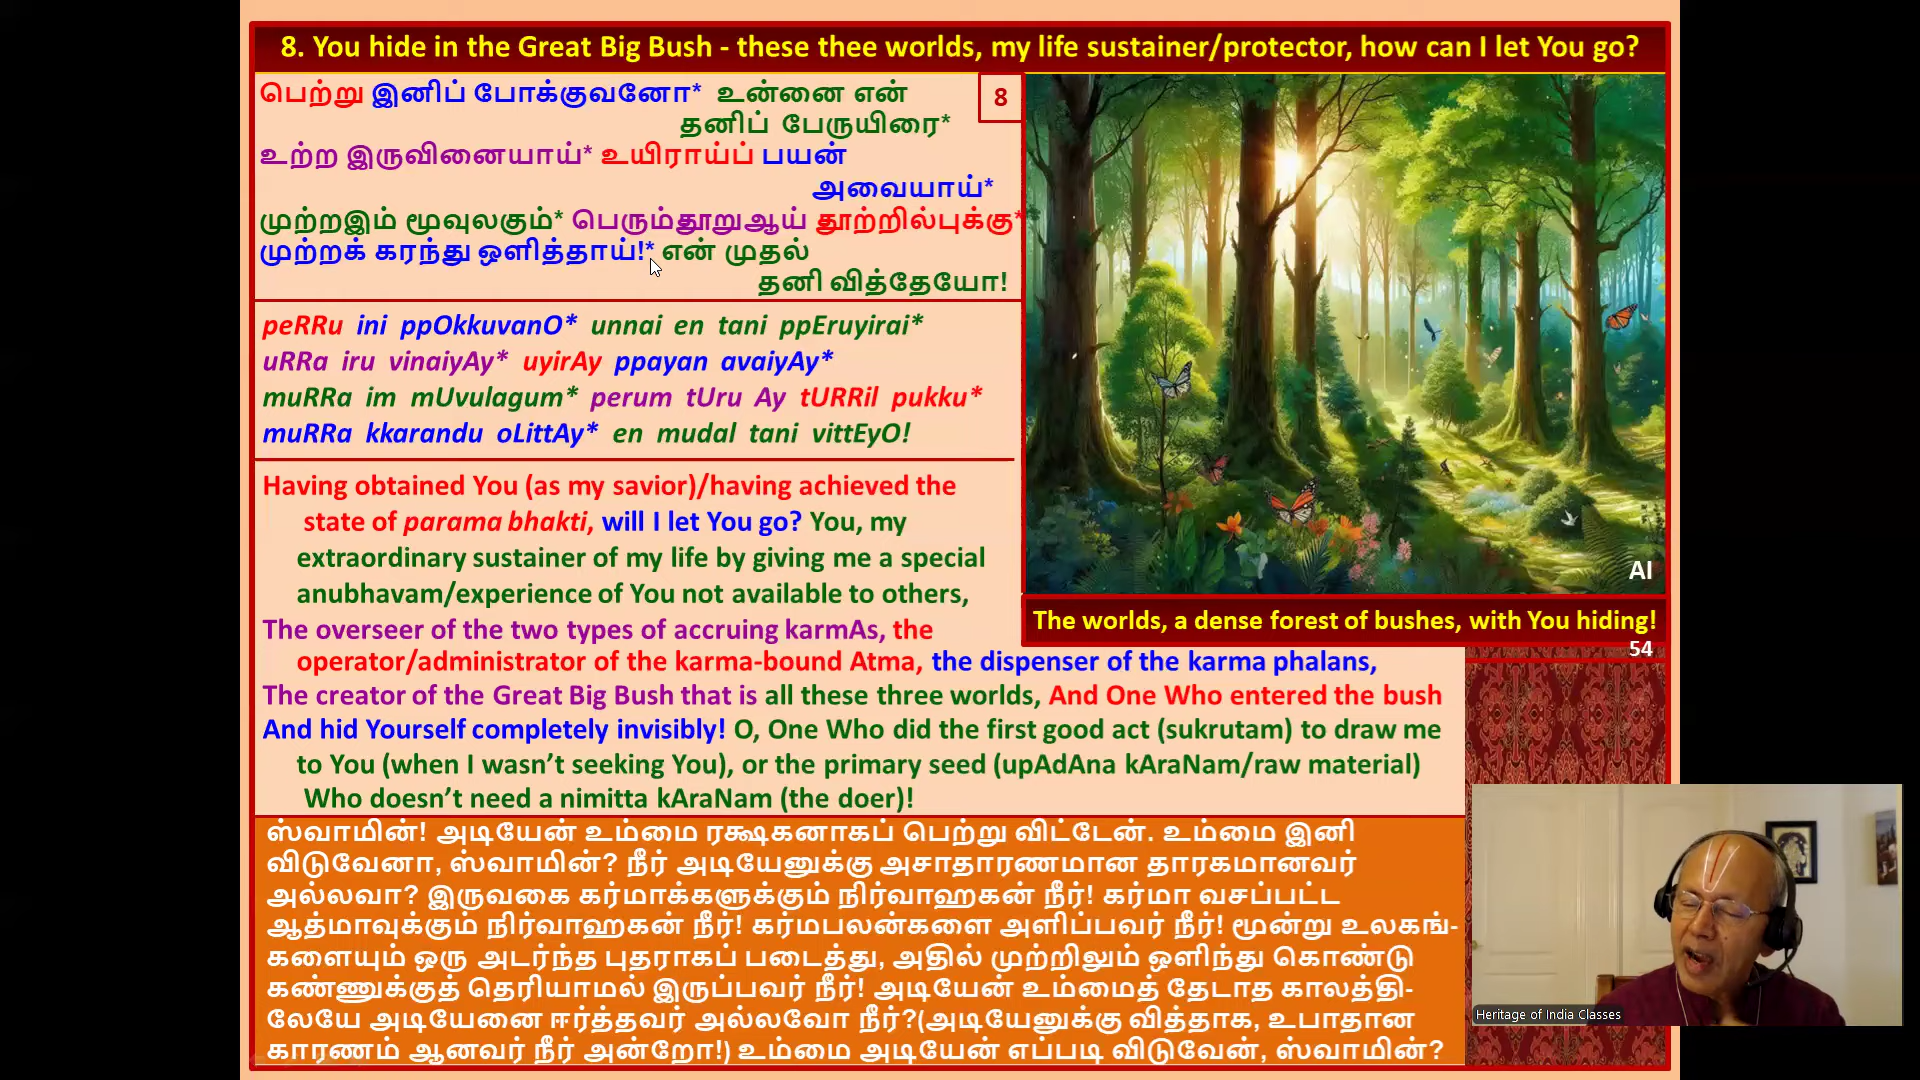 8. You hide in the Great Big Bush - these thee worlds, my life sustainer/protector, how can I let You go?
பெற்று இனிப் போக்குவனோ* உன்னை என்
தனிப் பேருயிரை*
உற்ற இருவினையாய்* உயிராய்ப் பயன்
அவையாய்*
முற்றஇம் மூவுலகும்* பெரும்தூறுஆய் தூற்றில்புக்கு*
முற்றக் கரந்து ஒளித்தாய்!* என் முதல்
தனி வித்தேயோ!
8
peRRu ini ppOkkuvanO* unnai en tani ppEruyirai*
uRRa iru vinaiyAy* uyirAy ppayan avaiyAy*
muRRa im mUvulagum* perum tUru Ay tURRil pukku*
muRRa kkarandu oLittAy* en mudal tani vittEyO!
Having obtained You (as my savior)/having achieved the
state of parama bhakti, will I let You go? You, my
extraordinary sustainer of my life by giving me a special
anubhavam/experience of You not available to others,
The overseer of the two types of accruing karmAs, the
operator/administrator of the karma-bound Atma, the dispenser of the karma phalans,
The creator of the Great Big Bush that is all these three worlds, And One Who entered the bush
And hid Yourself completely invisibly! O, One Who did the first good act (sukrutam) to draw me
to You (when I wasn't seeking You), or the primary seed (upAdAna kAraNam/raw material)
Who doesn't need a nimitta kAraNam (the doer)!
AI
The worlds, a dense forest of bushes, with You hiding!
54
ஸ்வாமின்! அடியேன் உம்மை ரக்ஷகனாகப் பெற்று விட்டேன். உம்மை இனி
விடுவேனா, ஸ்வாமின்? நீர் அடியேனுக்கு அசாதாரணமான தாரகமானவர்
அல்லவா? இருவகை கர்மாக்களுக்கும் நிர்வாஹகன் நீர்! கர்மா வசப்பட்ட
ஆத்மாவுக்கும் நிர்வாஹகன் நீர்! கர்மபலன்களை அளிப்பவர் நீர்! மூன்று உலகங்-
களையும் ஒரு அடர்ந்த புதராகப் படைத்து, அதில் முற்றிலும் ஒளிந்து கொண்டு
கண்ணுக்குத் தெரியாமல் இருப்பவர் நீர்! அடியேன் உம்மைத் தேடாத காலத்தி-
லேயே அடியேனை ஈர்த்தவர் அல்லவோ நீர்?(அடியேனுக்கு வித்தாக, உபாதான
காரணம் ஆனவர் நீர் அன்றோ!) உம்மை அடியேன் எப்படி விடுவேன், ஸ்வாமின்?
Heritage of India Classes